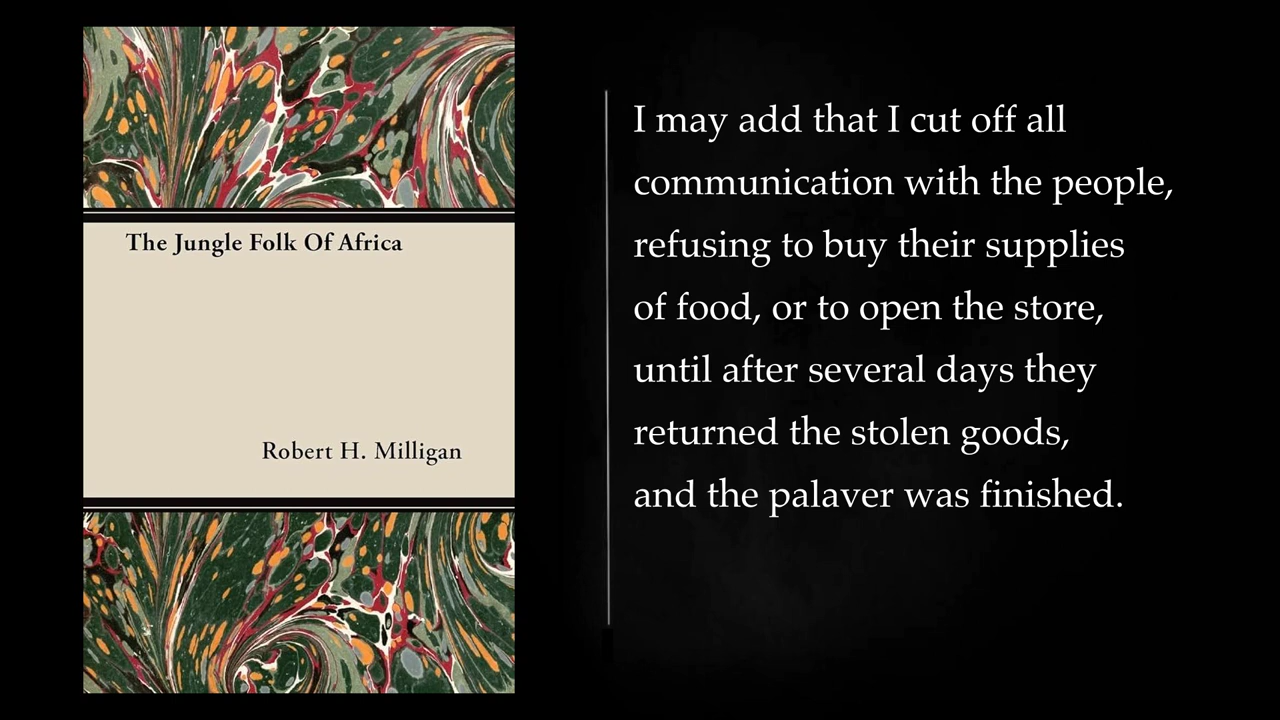 The Jungle Folk Of Africa
Robert H. Milligan
I may add that I cut off all
communication with the people,
refusing to buy their supplies
of food, or to open the store,
until after several days they
returned the stolen goods,
and the palaver was finished.